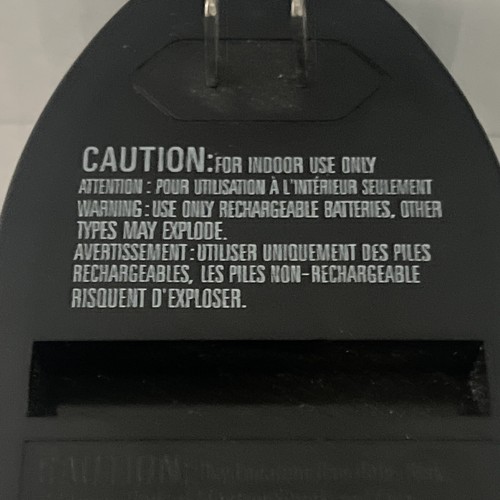 CAUTION:FOR INDOOR USE ONLY
ATTENTION : POUR UTILISATION À L'INTÉRIEUR SEULEMENT
WARNING : USE ONLY RECHARGEABLE BATTERIES, OTHER
TYPES MAY EXPLODE.
AVERTISSEMENT : UTILISER UNIQUEMENT DES PILES
RECHARGEABLES, LES PILES NON-RECHARGEABLE
RISQUENT D'EXPLOSER.
CAUTION: